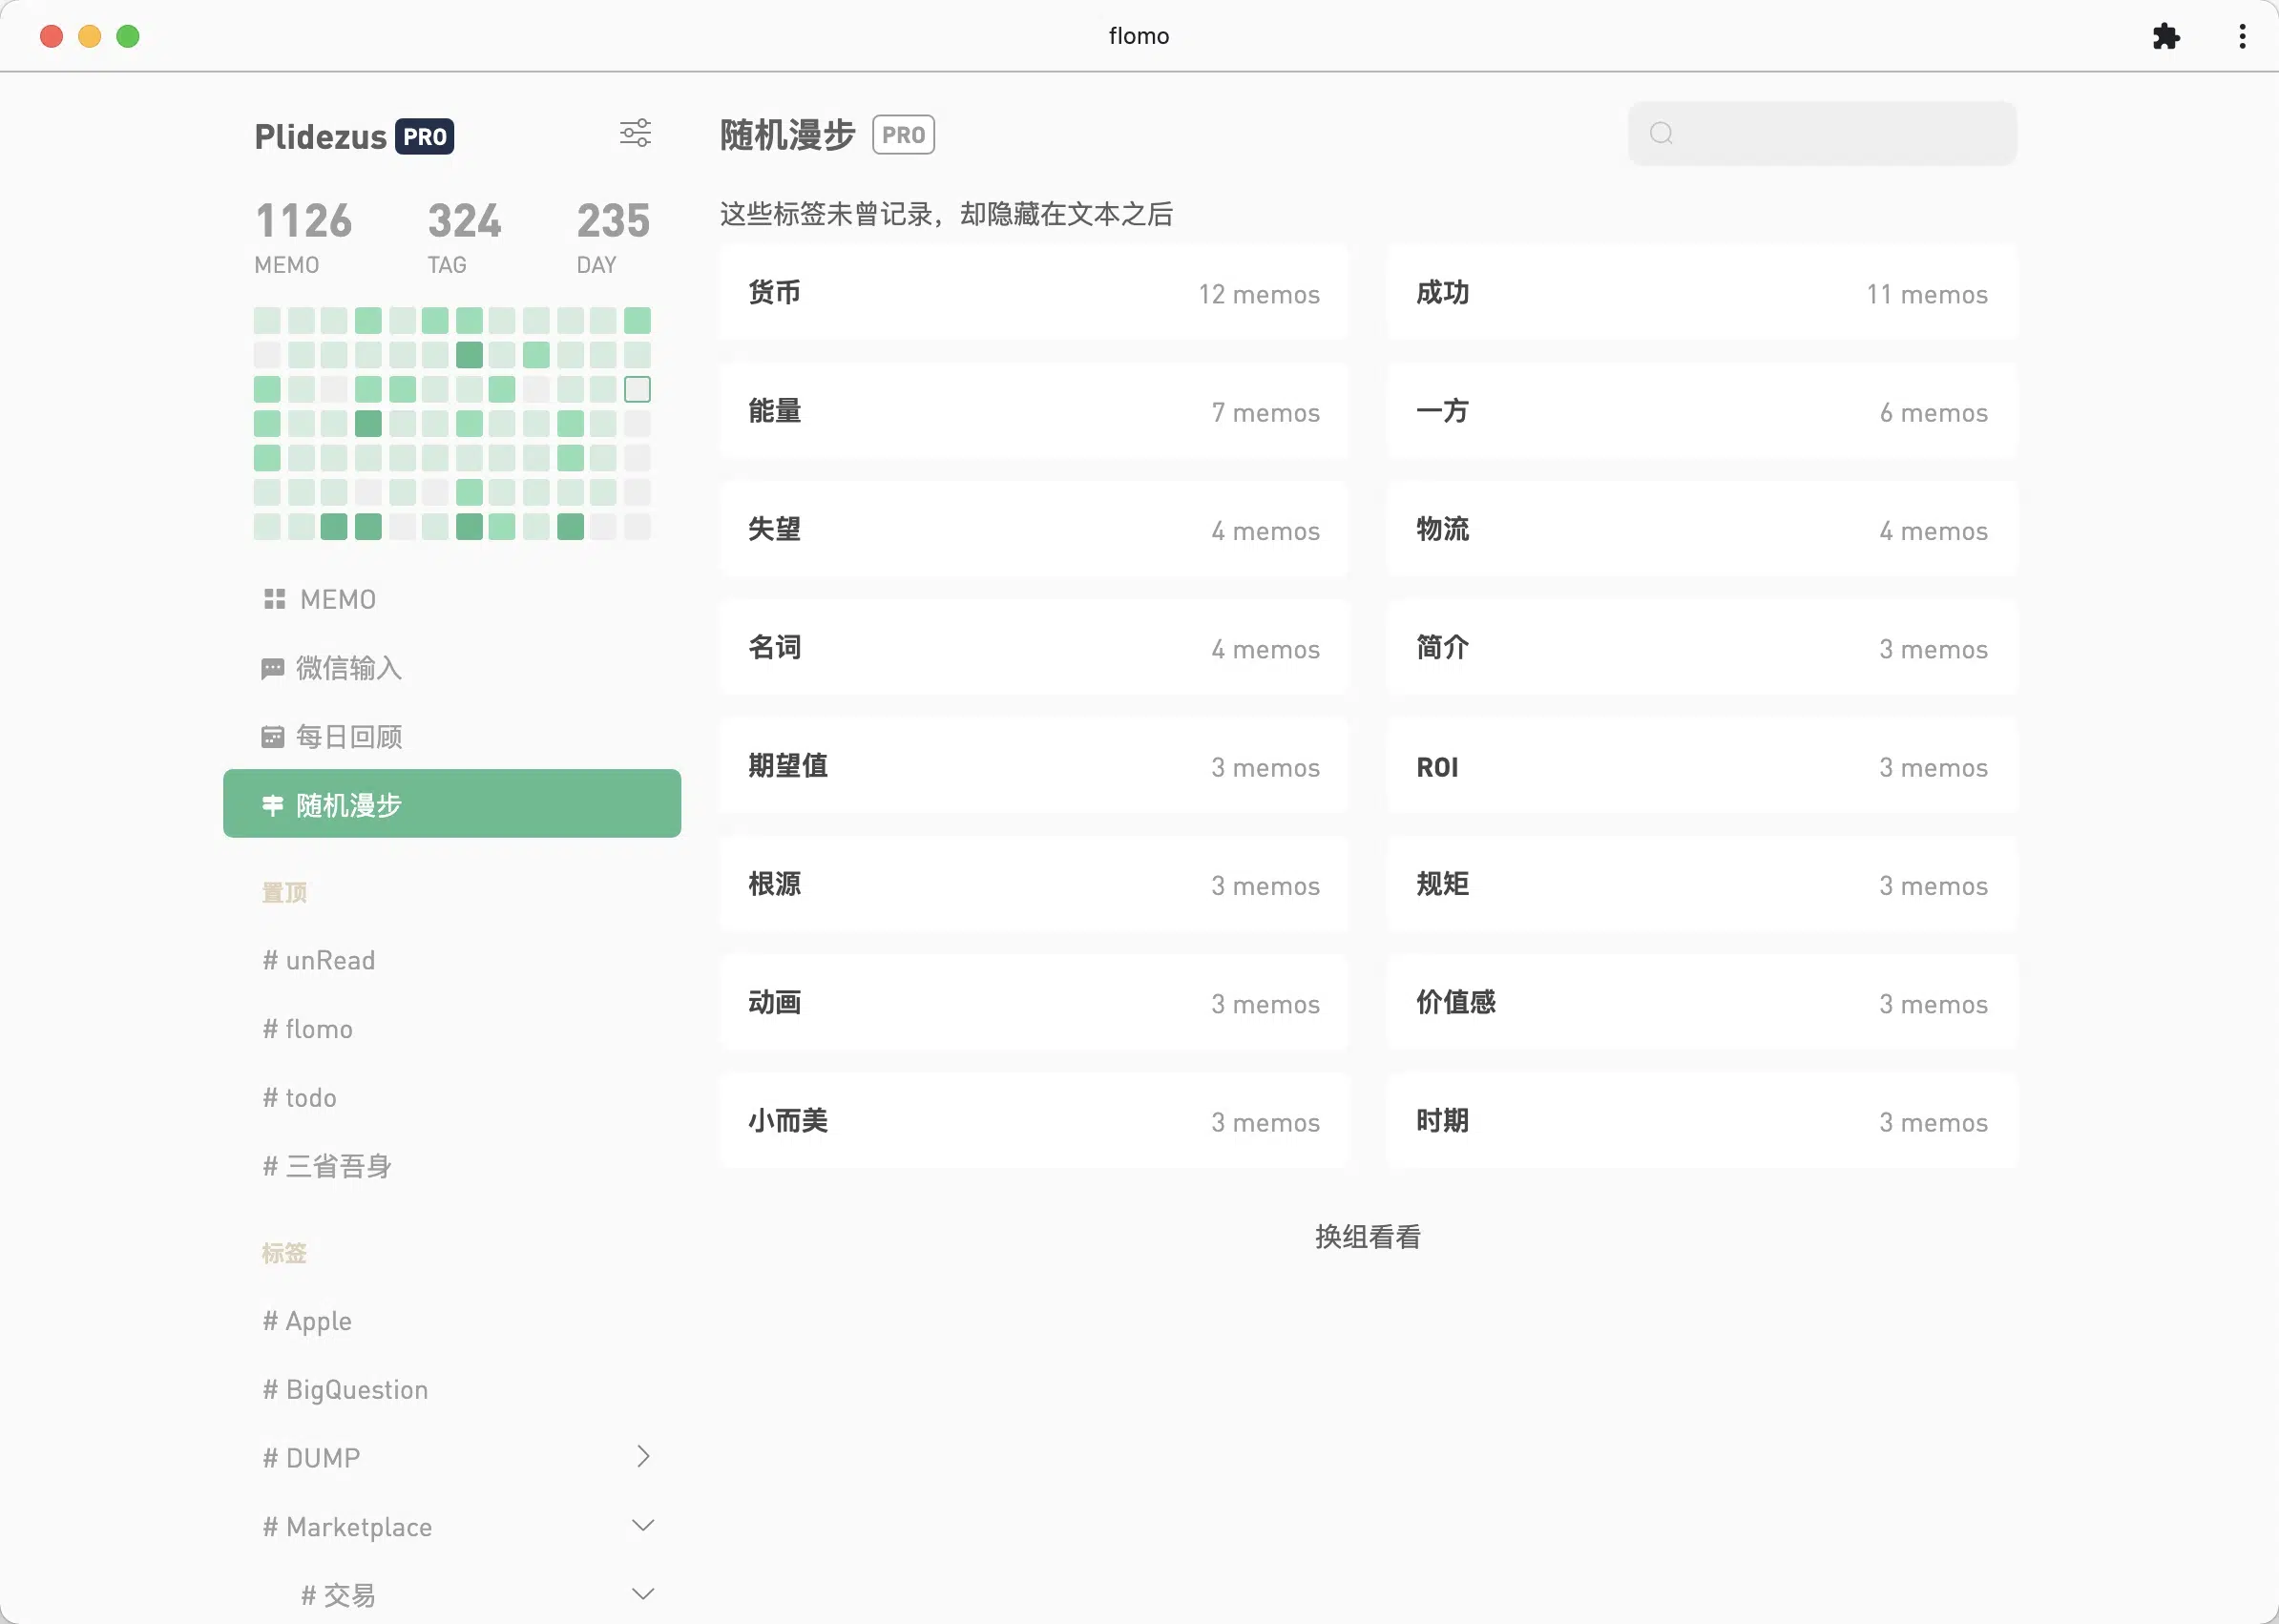 flomo
Plidezus PRO
1126 324 235
MEMO TAG DAY
MEMO
微信输入
每日回顾
随机漫步
置顶
# unRead
# flomo
# todo
# 三省吾身
标签
# Apple
# BigQuestion
# DUMP
# Marketplace
# 交易
随机漫步 PRO
这些标签未曾记录，却隐藏在文本之后
货币 12 memos
成功 11 memos
能量 7 memos
一方 6 memos
失望 4 memos
物流 4 memos
名词 4 memos
简介 3 memos
期望值 3 memos
ROI 3 memos
根源 3 memos
规矩 3 memos
动画 3 memos
价值感 3 memos
小而美 3 memos
时期 3 memos
换组看看